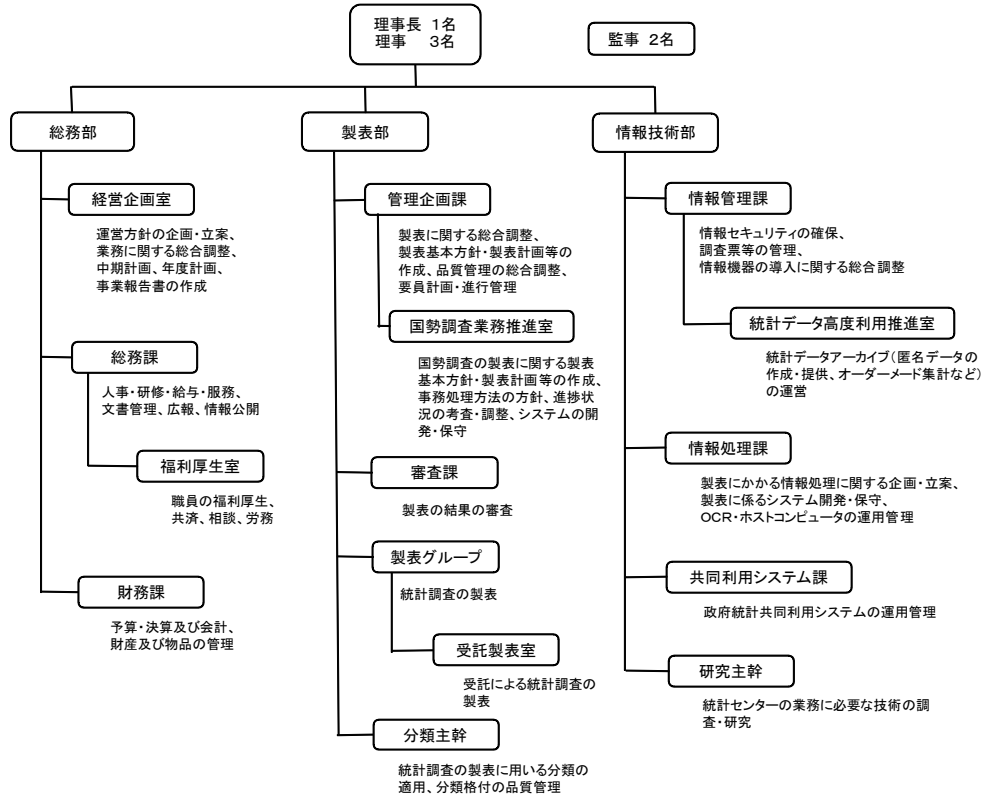 理事長 1名
理事 3名
監事 2名
総務部
製表部
情報技術部
経営企画室
運営方針の企画・立案、
業務に関する総合調整、
中期計画、年度計画、
事業報告書の作成
総務課
人事・研修・給与・服務、
文書管理、広報、情報公開
福利厚生室
職員の福利厚生、
共済、相談、労務
財務課
予算・決算及び会計、
財産及び物品の管理
管理企画課
製表に関する総合調整、
製表基本方針・製表計画等の
作成、品質管理の総合調整、
要員計画・進行管理
国勢調査業務推進室
国勢調査の製表に関する製表
基本方針・製表計画等の作成、
事務処理方法の方針、進捗状
況の考査・調整、システムの開
発・保守
審査課
製表の結果の審査
製表グループ
統計調査の製表
受託製表室
受託による統計調査の
製表
分類主幹
統計調査の製表に用いる分類の
適用、分類格付の品質管理
情報管理課
情報セキュリティの確保、
調査票等の管理、
情報機器の導入に関する総合調整
統計データ高度利用推進室
統計データアーカイブ(匿名データの
作成・提供、オーダーメード集計など)
の運営
情報処理課
製表にかかる情報処理に関する企画・立案、
製表に係るシステム開発・保守、
OCR・ホストコンピュータの運用管理
共同利用システム課
政府統計共同利用システムの運用管理
研究主幹
統計センターの業務に必要な技術の調
査・研究